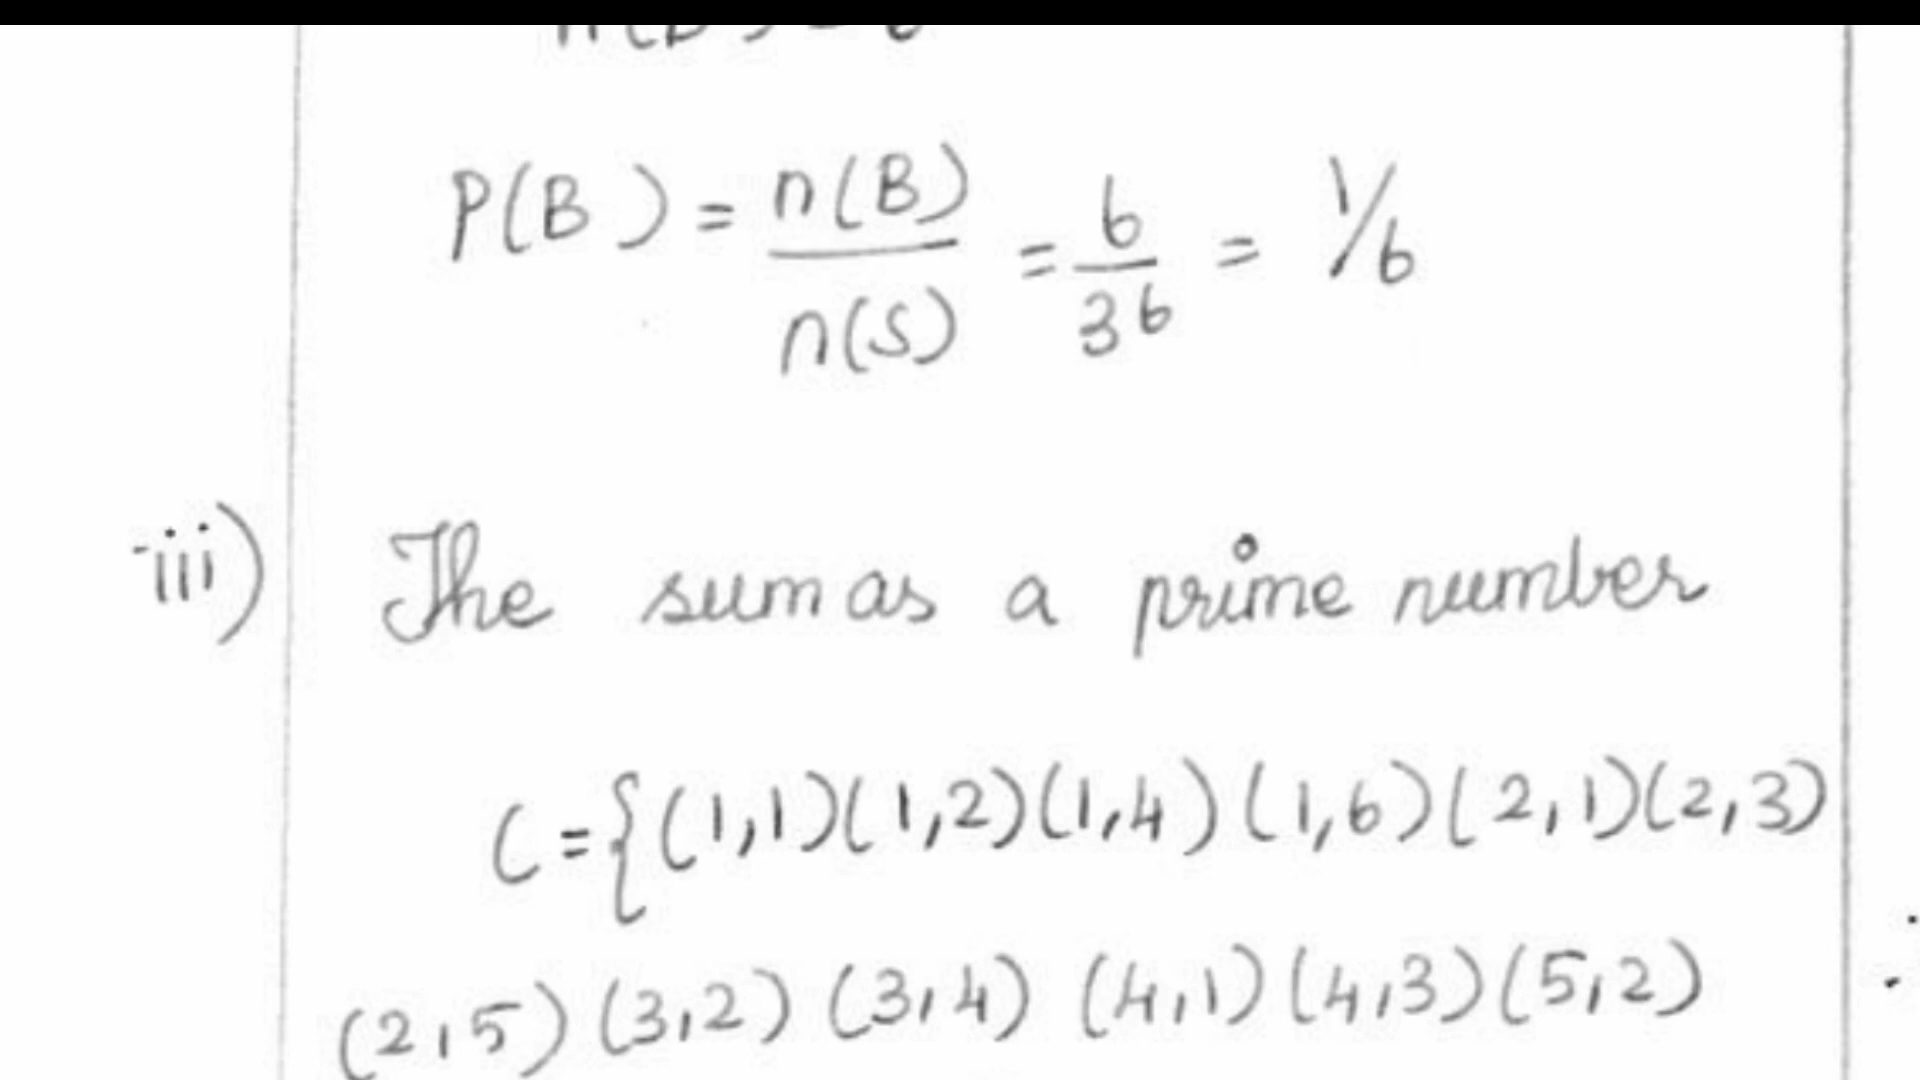 P(B) = n(B)/n(S) = 6/36 = 1/6
iii) The sum as a prime number
C = {(1,1)(1,2)(1,4)(1,6)(2,1)(2,3)
(2,5)(3,2)(3,4)(4,1)(4,3)(5,2)